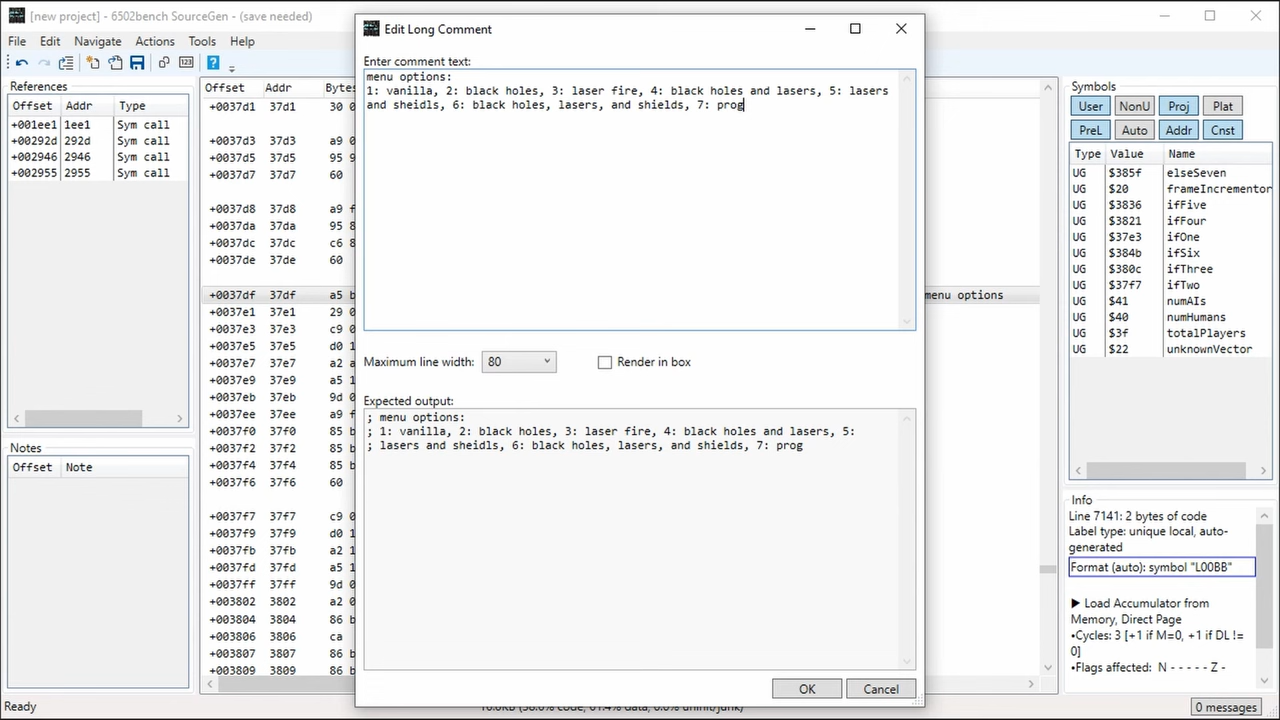 [new project] - 6502bench SourceGen - (save needed)
File Edit Navigate Actions Tools Help
References
Offset Addr Type
+001ee1 1ee1 Sym call
+00292d 292d Sym call
+002946 2946 Sym call
+002955 2955 Sym call
Notes
Offset Note
Offset Addr Bytes
+0037d1 37d1 30 0
+0037d3 37d3 a9 0
+0037d5 37d5 95 9
+0037d7 37d7 60
+0037d8 37d8 a9 f
+0037da 37da 95 8
+0037dc 37dc c6 8
+0037de 37de 60
+0037df 37df a5 b
menu options
+0037e1 37e1 29 0
+0037e3 37e3 c9 0
+0037e5 37e5 d0 1
+0037e7 37e7 a2 a
+0037e9 37e9 a5 1
+0037eb 37eb 9d 0
+0037ee 37ee a9 f
+0037f0 37f0 85 b
+0037f2 37f2 85 b
+0037f4 37f4 85 b
+0037f6 37f6 60
+0037f7 37f7 c9 0
+0037f9 37f9 d0 1
+0037fb 37fb a2 1
+0037fd 37fd a5 1
+0037ff 37ff 9d 0
+003802 3802 a2 0
+003804 3804 86 b
+003806 3806 ca
+003807 3807 86 b
+003809 3809 86 b
Edit Long Comment
Enter comment text:
menu options:
1: vanilla, 2: black holes, 3: laser fire, 4: black holes and lasers, 5: lasers
and sheidls, 6: black holes, lasers, and shields, 7: prog
Maximum line width: 80 Render in box
Expected output:
; menu options:
; 1: vanilla, 2: black holes, 3: laser fire, 4: black holes and lasers, 5:
; lasers and sheidls, 6: black holes, lasers, and shields, 7: prog
OK Cancel
Symbols
User NonU Proj Plat
PreL Auto Addr Cnst
Type Value Name
UG $385f elseSeven
UG $20 frameIncrementor
UG $3836 ifFive
UG $3821 ifFour
UG $37e3 ifOne
UG $384b ifSix
UG $380c ifThree
UG $37f7 ifTwo
UG $41 numAIs
UG $40 numHumans
UG $3f totalPlayers
UG $22 unknownVector
Info
Line 7141: 2 bytes of code
Label type: unique local, auto-
generated
Format (auto): symbol "L00BB"
► Load Accumulator from
Memory, Direct Page
•Cycles: 3 [+1 if M=0, +1 if DL !=
0]
•Flags affected: N - - - - - Z -
Ready
0 messages